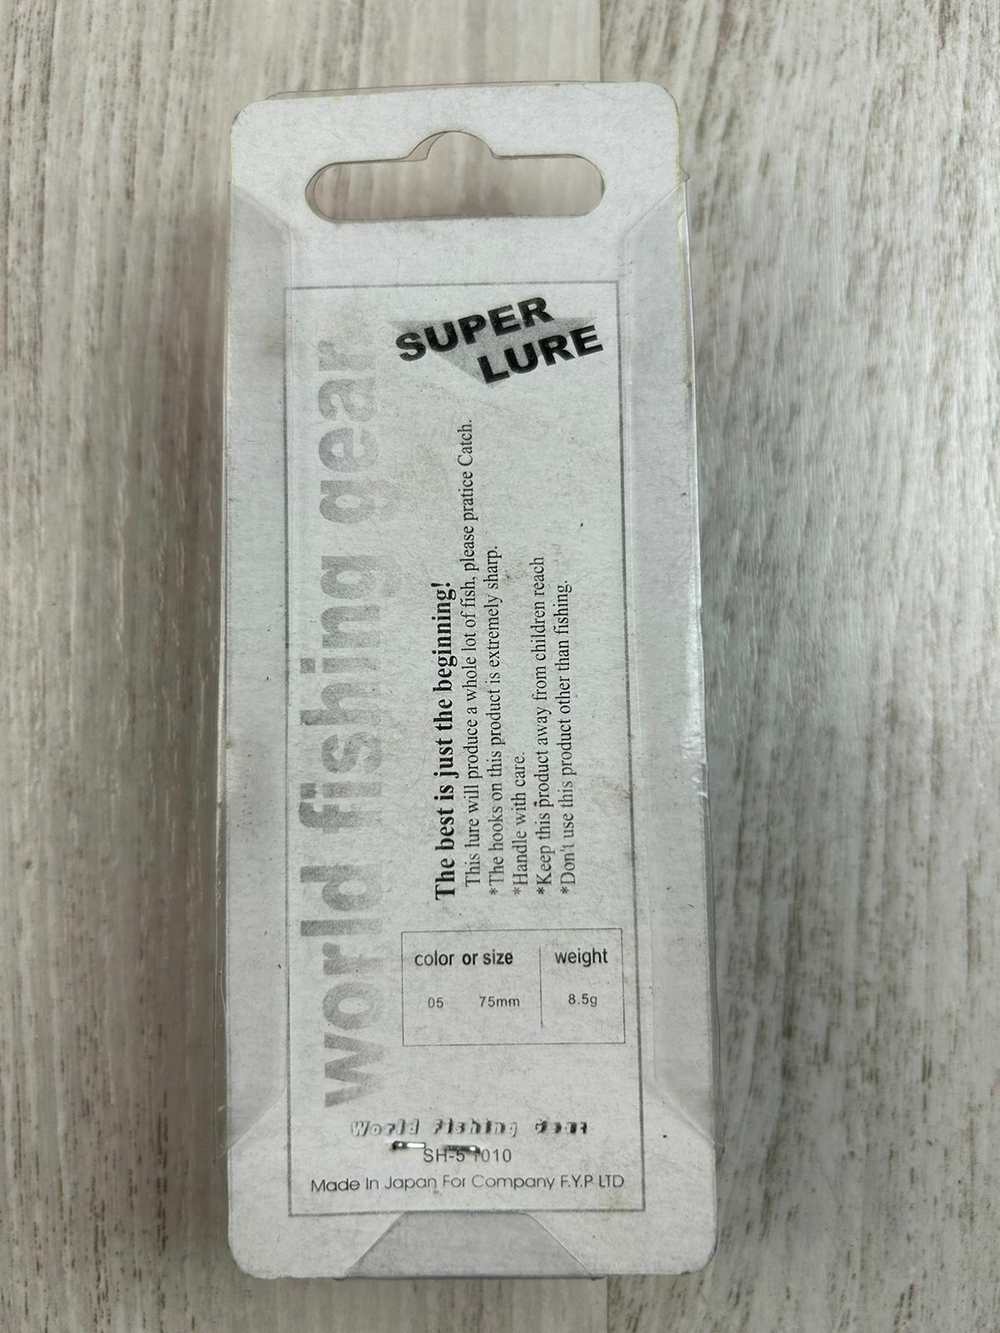 SUPER
LURE
world fishing gear
The best is just the beginning!
This lure will produce a whole lot of fish, please pratice Catch.
*The hooks on this product is extremely sharp.
*Handle with care.
*Keep this product away from children reach
*Don't use this product other than fishing.
color or size weight
05 75mm 8.5g
World Fishing Gear
SH-5 1010
Made In Japan For Company F.Y.P LTD